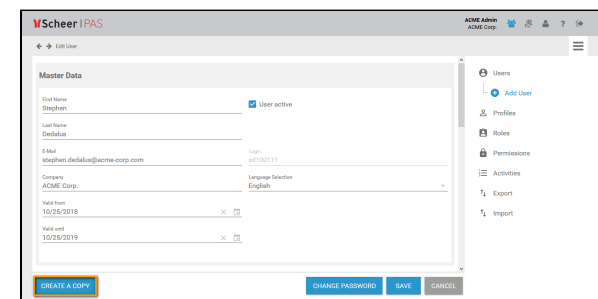 Scheer PAS
ACME Admin
ACME Corp.
?
Edit User
Master Data
First Name
Stephen
User active
Last Name
Dedalus
E-Mail
stephen.dedalus@acme-corp.com
Login
sd100111
Company
ACME Corp.
Language Selection
English
Valid from
10/25/2018
Valid until
10/25/2019
CREATE A COPY
CHANGE PASSWORD
SAVE
CANCEL
Users
Add User
Profiles
Roles
Permissions
Activities
Export
Import